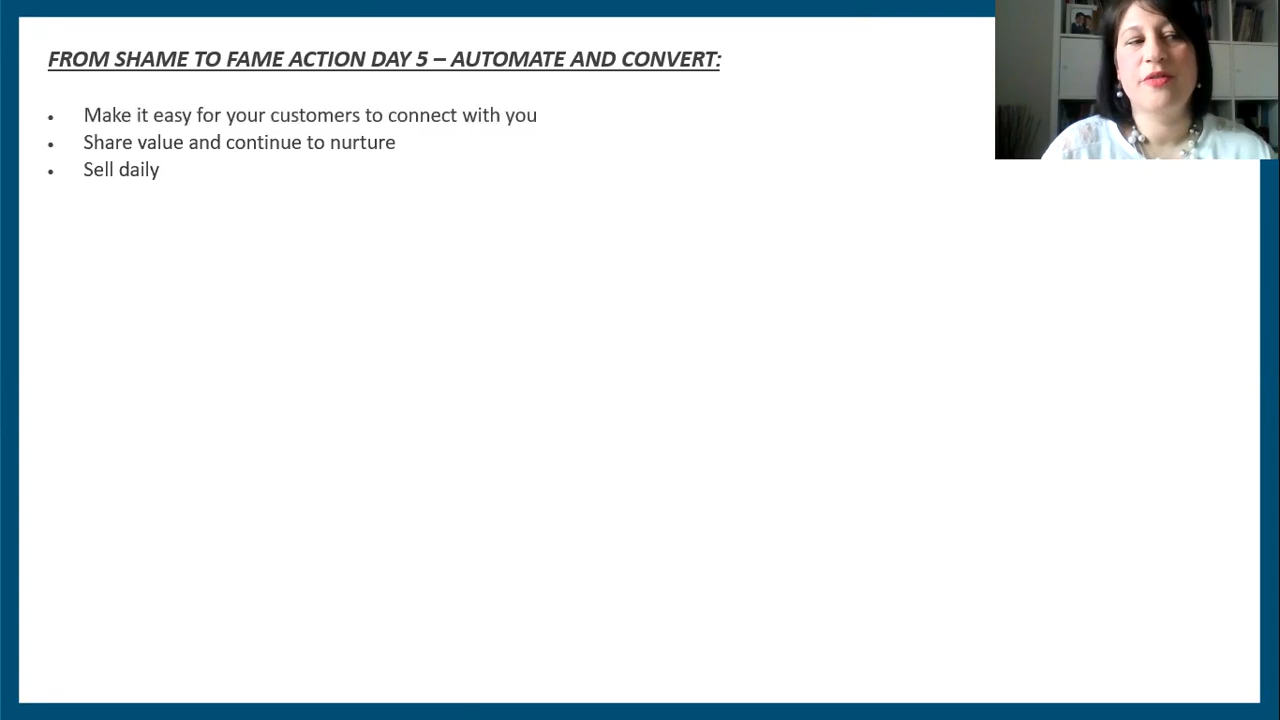 FROM SHAME TO FAME ACTION DAY 5 – AUTOMATE AND CONVERT:
• Make it easy for your customers to connect with you
• Share value and continue to nurture
• Sell daily